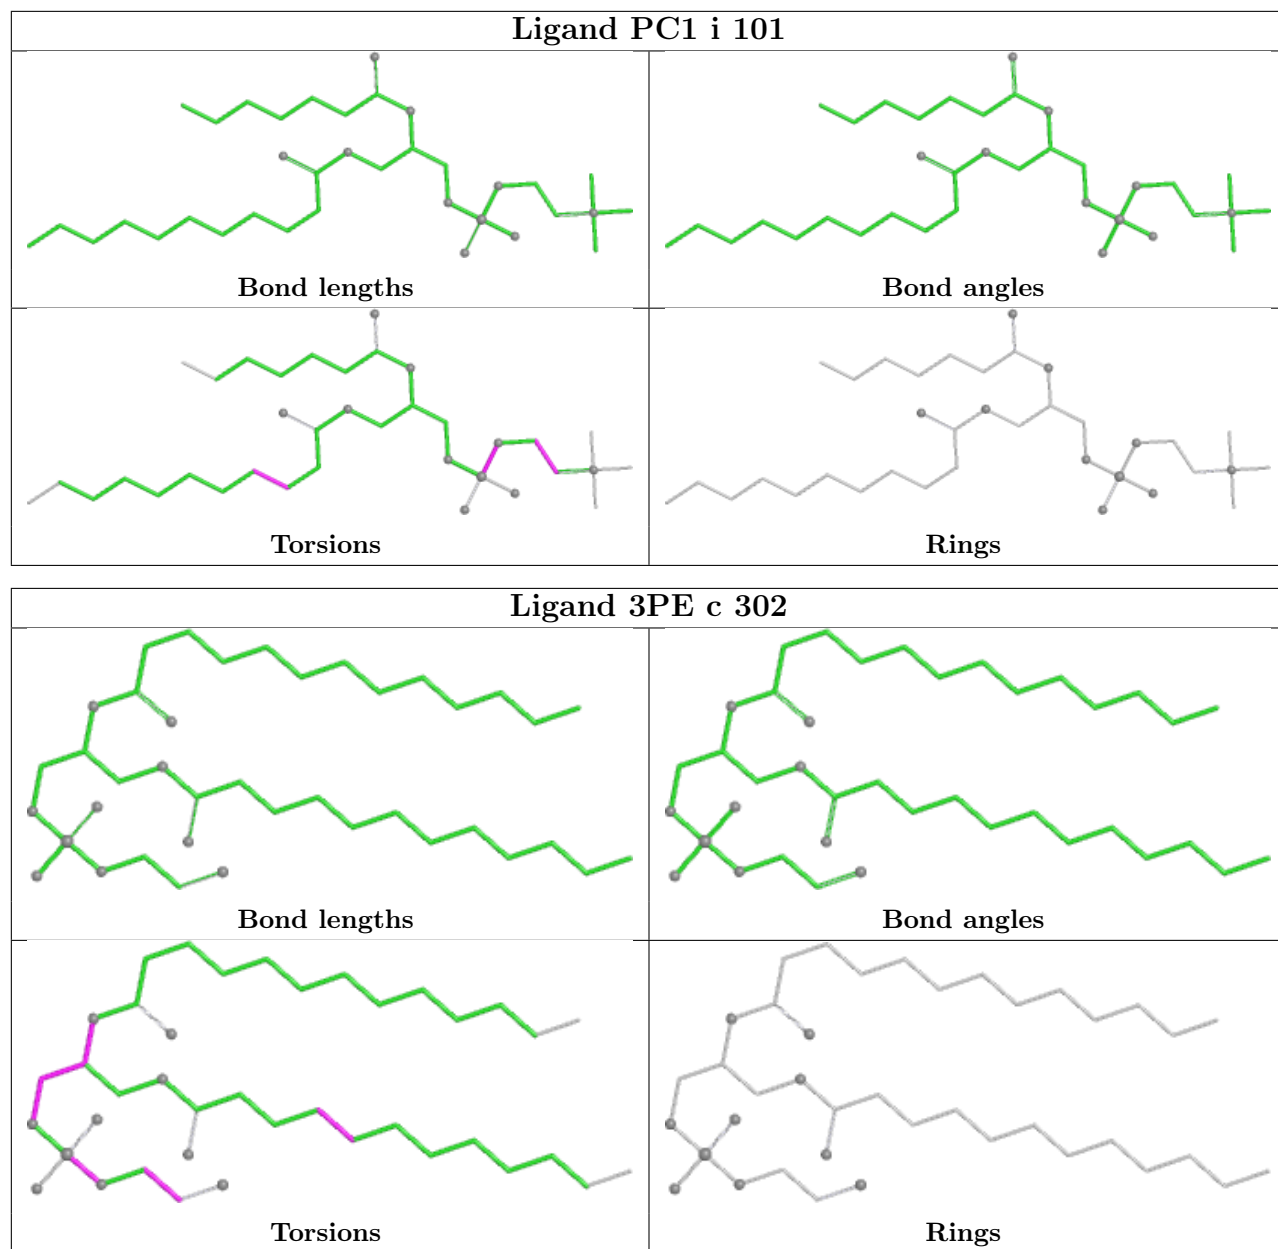 Ligand PC1 i 101
Bond lengths
Bond angles
Torsions
Rings
Ligand 3PE c 302
Bond lengths
Bond angles
Torsions
Rings